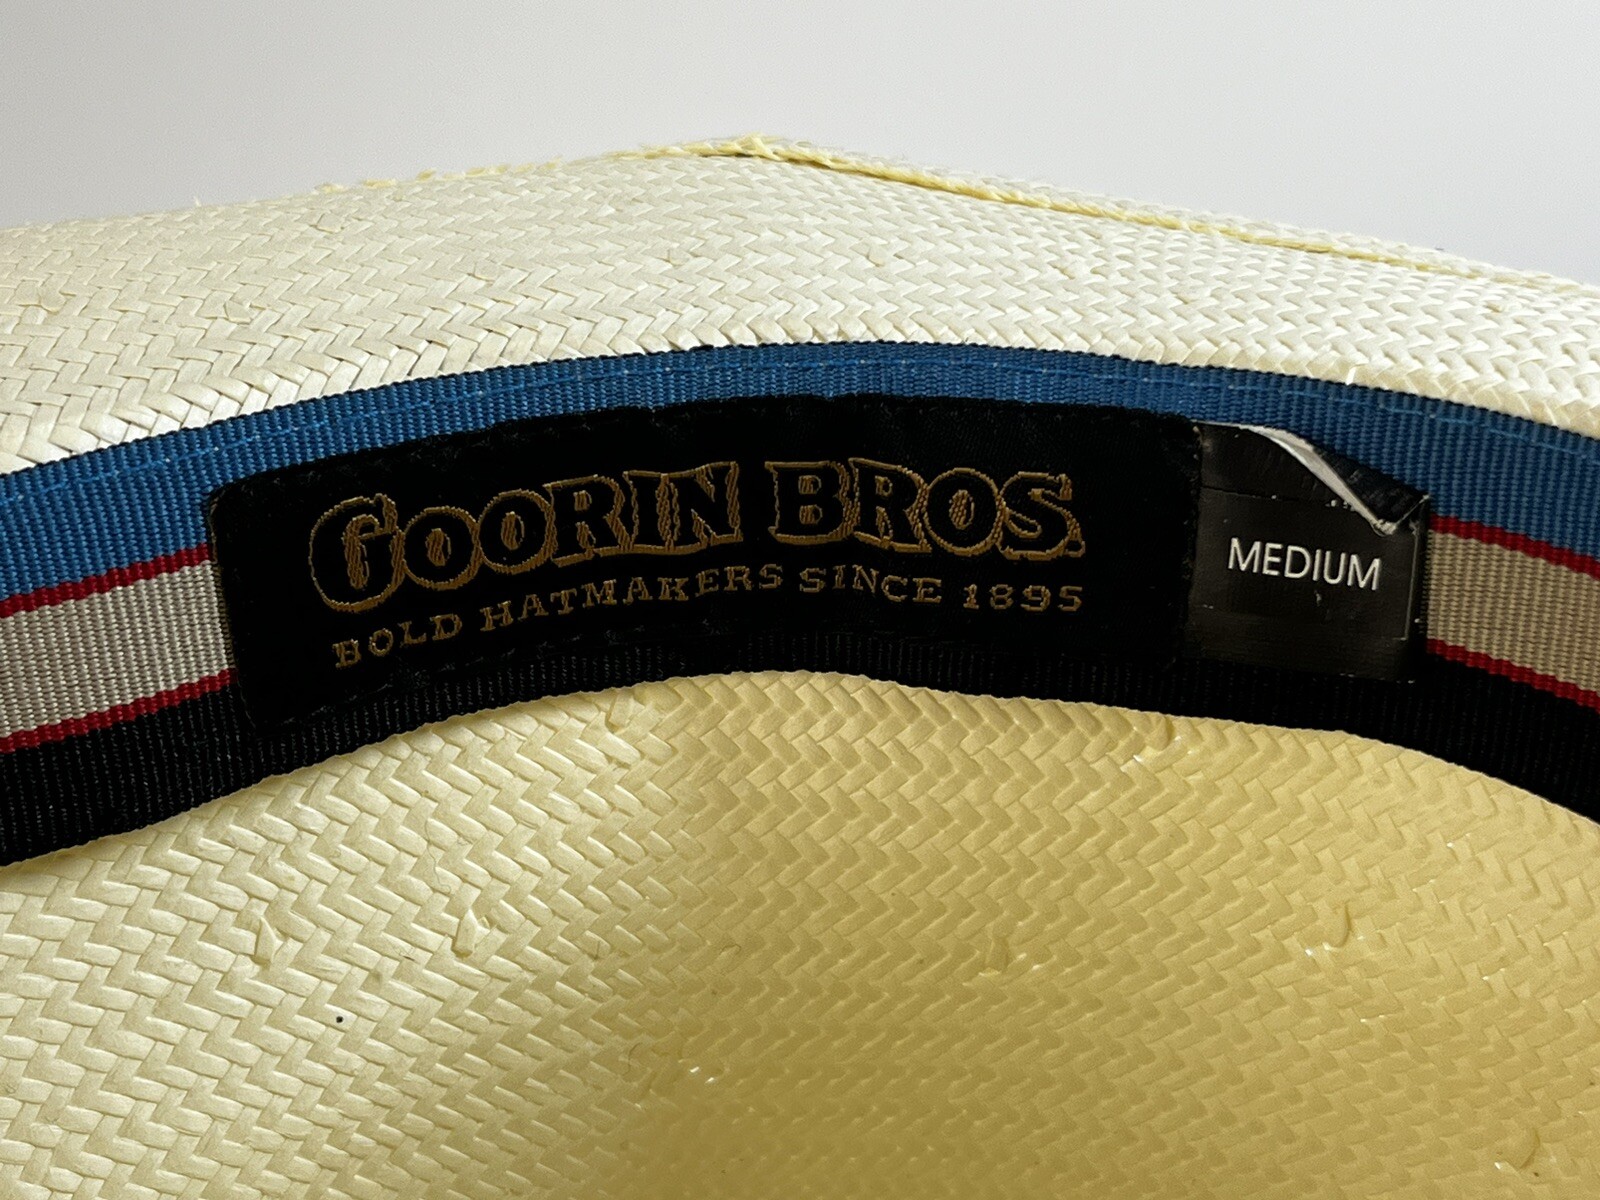 GOORIN BROS.
BOLD HATMAKERS SINCE 1895
MEDIUM